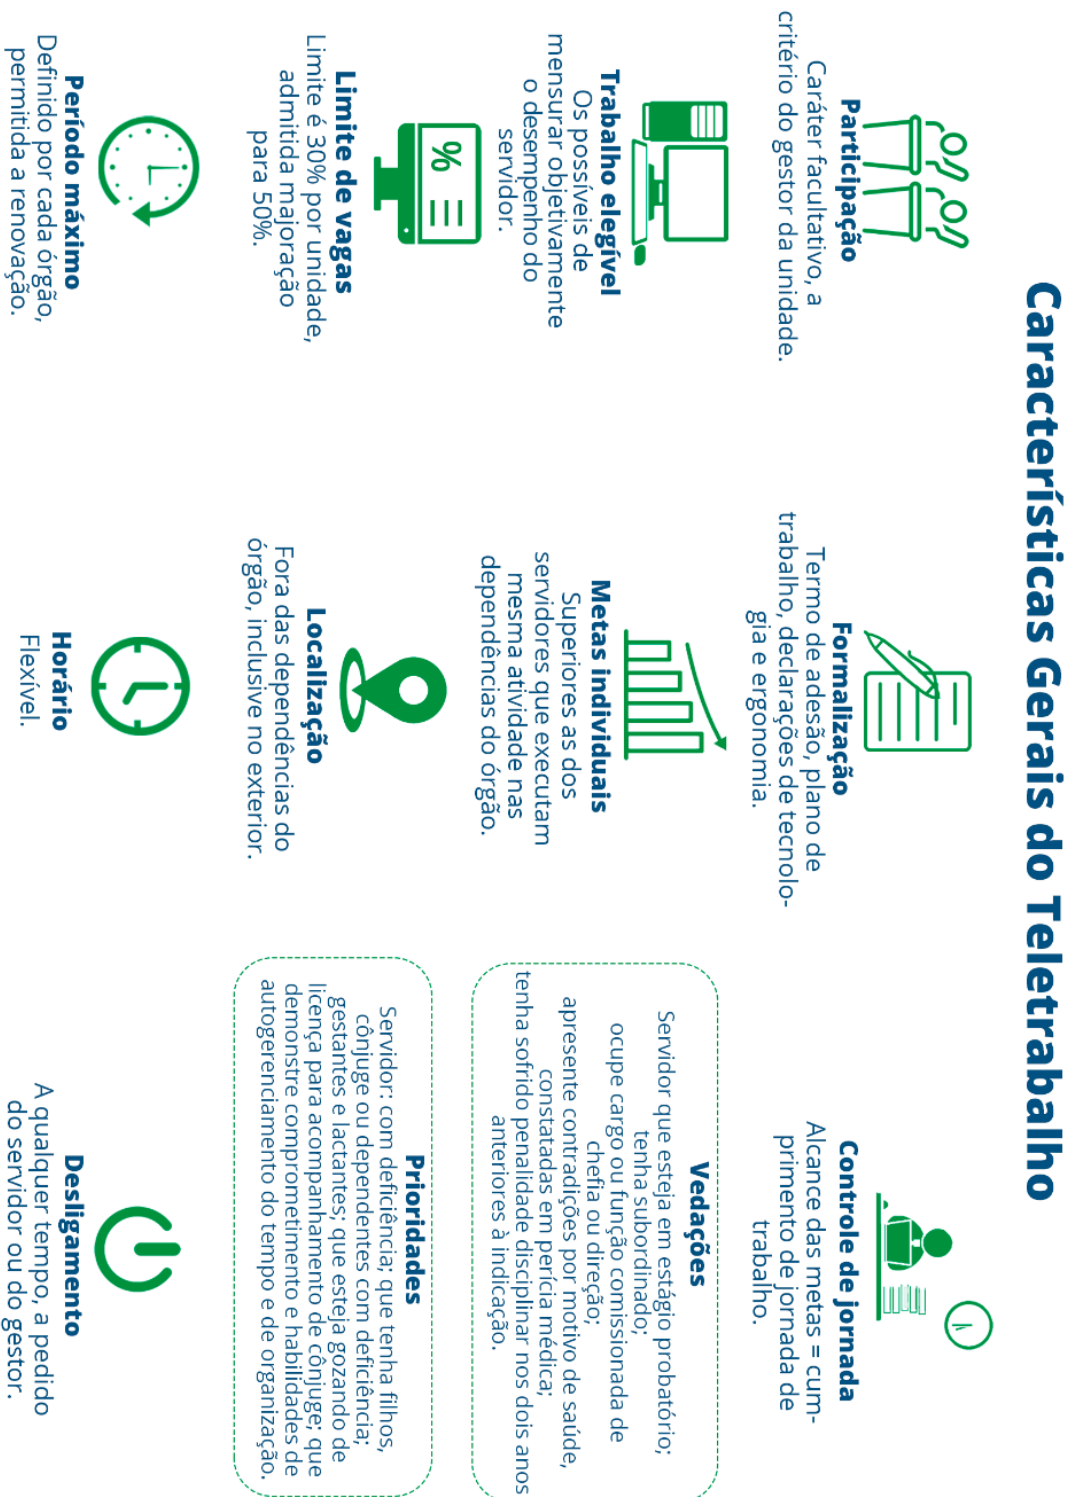 Características Gerais do Teletrabalho
Participação
Caráter facultativo, a
critério do gestor da unidade.
Formalização
Termo de adesão, plano de
trabalho, declarações de tecnolo-
gia e ergonomia.
Controle de jornada
Alcance das metas = cum-
primento de jornada de
trabalho.
Trabalho elegível
Os possíveis de
mensurar objetivamente
o desempenho do
servidor.
Metas individuais
Superiores as dos
servidores que executam
mesma atividade nas
dependências do órgão.
Vedações
Servidor que esteja em estágio probatório;
tenha subordinado;
ocupe cargo ou função comissionada de
chefia ou direção;
apresente contradições por motivo de saúde,
constatadas em perícia médica;
tenha sofrido penalidade disciplinar nos dois anos
anteriores à indicação.
%
Limite de vagas
Limite é 30% por unidade,
admitida majoração
para 50%.
Localização
Fora das dependências do
órgão, inclusive no exterior.
Prioridades
Servidor: com deficiência; que tenha filhos,
cônjuge ou dependentes com deficiência;
gestantes e lactantes; que esteja gozando de
licença para acompanhamento de cônjuge; que
demonstre comprometimento e habilidades de
autogerenciamento do tempo e de organização.
Período máximo
Definido por cada órgão,
permitida a renovação.
Horário
Flexível.
Desligamento
A qualquer tempo, a pedido
do servidor ou do gestor.